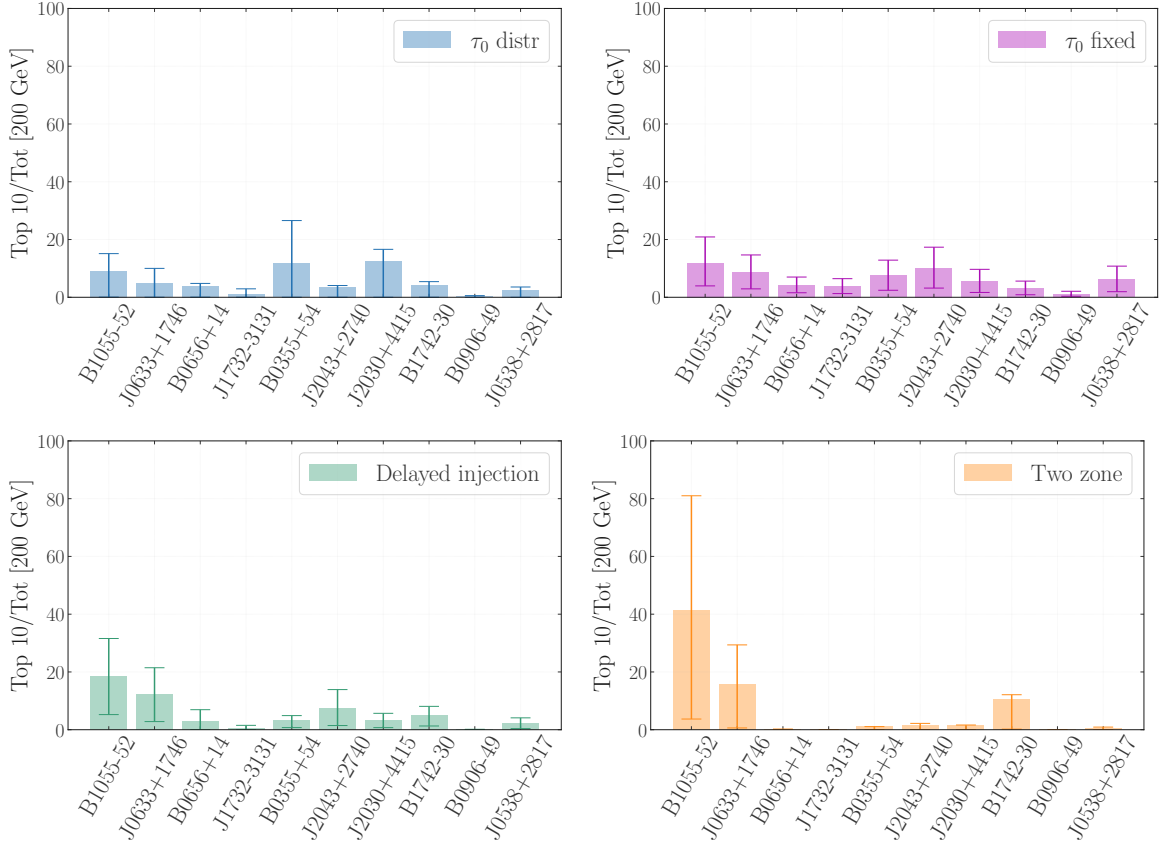 τ₀ distr
Top 10/Tot [200 GeV]
100
80
60
40
20
0
B1055-52
J0633+1746
B0656+14
J1732-3131
B0355+54
J2043+2740
J2030+4415
B1742-30
B0906-49
J0538+2817
τ₀ fixed
Top 10/Tot [200 GeV]
100
80
60
40
20
0
B1055-52
J0633+1746
B0656+14
J1732-3131
B0355+54
J2043+2740
J2030+4415
B1742-30
B0906-49
J0538+2817
Delayed injection
Top 10/Tot [200 GeV]
100
80
60
40
20
0
B1055-52
J0633+1746
B0656+14
J1732-3131
B0355+54
J2043+2740
J2030+4415
B1742-30
B0906-49
J0538+2817
Two zone
Top 10/Tot [200 GeV]
100
80
60
40
20
0
B1055-52
J0633+1746
B0656+14
J1732-3131
B0355+54
J2043+2740
J2030+4415
B1742-30
B0906-49
J0538+2817